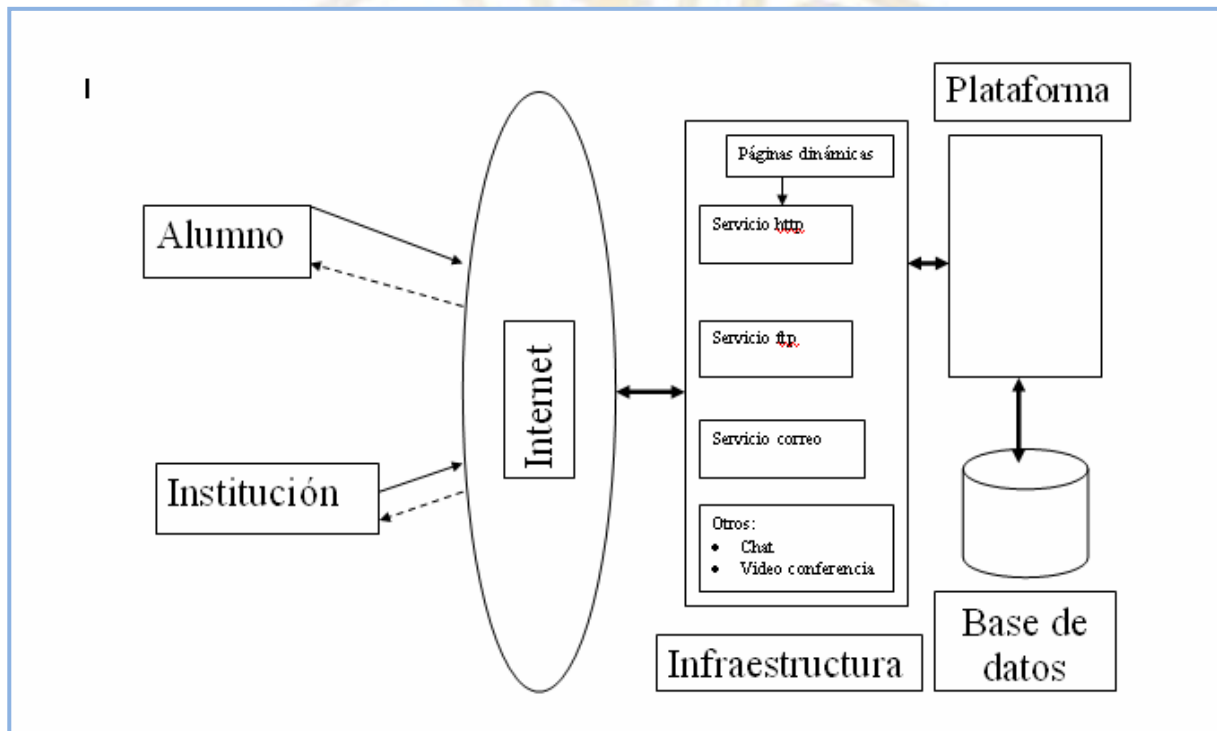 I
Plataforma
Páginas dinámicas
Alumno
Servicio http
Internet
Servicio ftp
Servicio correo
Institución
Otros:
• Chat
• Video conferencia
Base de
datos
Infraestructura